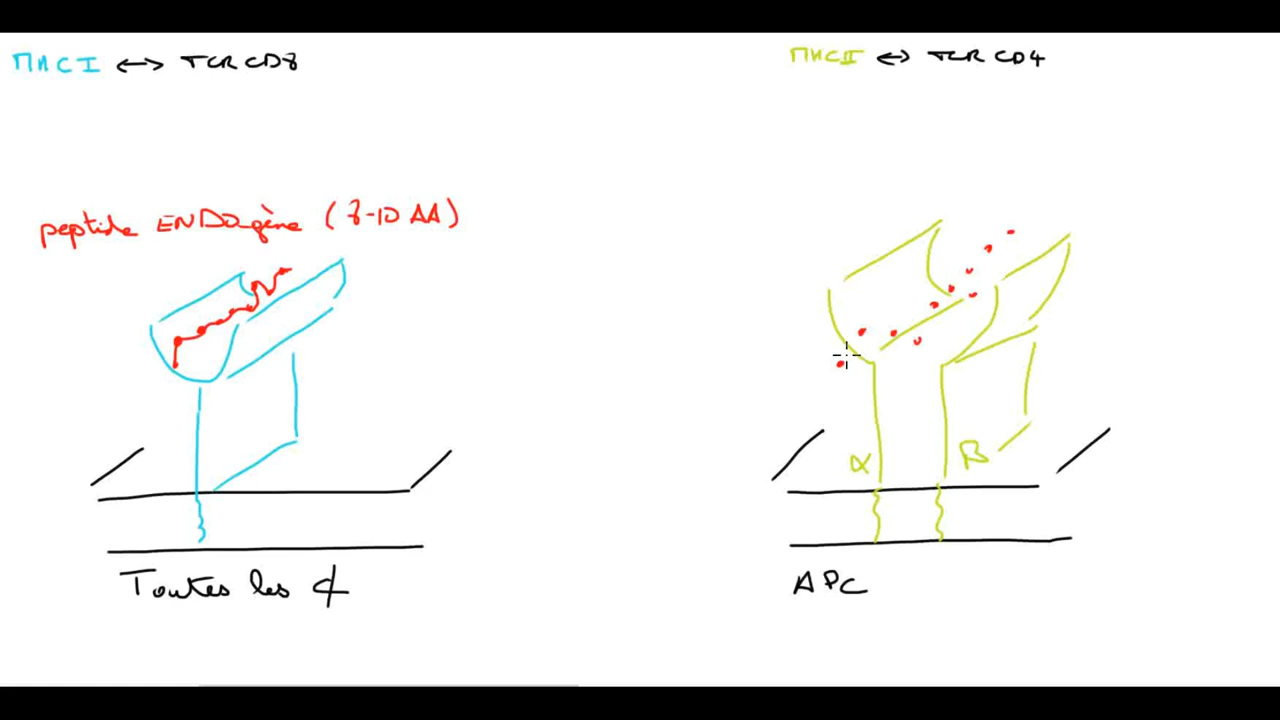 MHC I <-> TCR CD8
MHC II <-> TCR CD4
peptide ENDOgène (8-10 AA)
α
β
Toutes les ¢
APC